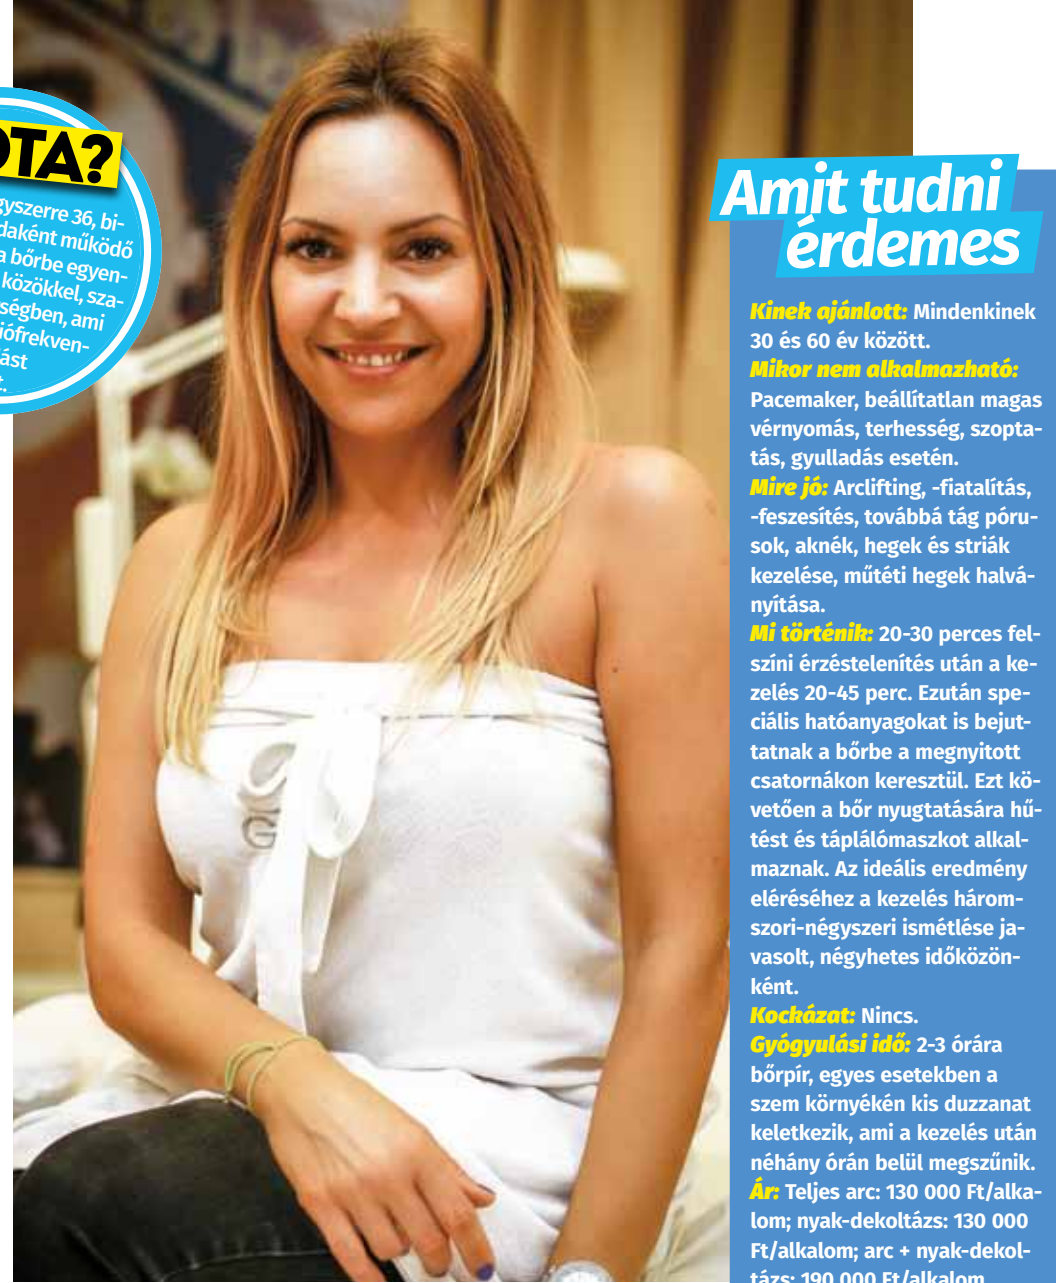 OTA?
gyszerre 36, bi-
daként működő
a bőrbe egyen-
közökkel, sza-
ségben, ami
iófrekven-
ást
t.
Amit tudni
érdemes
Kinek ajánlott: Mindenkinek
30 és 60 év között.
Mikor nem alkalmazható:
Pacemaker, beállítatlan magas
vérnyomás, terhesség, szopta-
tás, gyulladás esetén.
Mire jó: Arclifting, -fiatalítás,
-feszesítés, továbbá tág póru-
sok, aknék, hegek és striák
kezelése, műtéti hegek halvá-
nyítása.
Mi történik: 20-30 perces fel-
színi érzéstelenítés után a ke-
zelés 20-45 perc. Ezután spe-
ciális hatóanyagokat is bejut-
tatnak a bőrbe a megnyitott
csatornákon keresztül. Ezt kö-
vetően a bőr nyugtatására hű-
tést és táplálómaszkot alkal-
maznak. Az ideális eredmény
eléréséhez a kezelés három-
szori-négyszeri ismétlése ja-
vasolt, négyhetes időközön-
ként.
Kockázat: Nincs.
Gyógyulási idő: 2-3 órára
bőrpír, egyes esetekben a
szem környékén kis duzzanat
keletkezik, ami a kezelés után
néhány órán belül megszűnik.
Ár: Teljes arc: 130 000 Ft/alka-
lom; nyak-dekoltázs: 130 000
Ft/alkalom; arc + nyak-dekol-
tázs: 190 000 Ft/alkalom